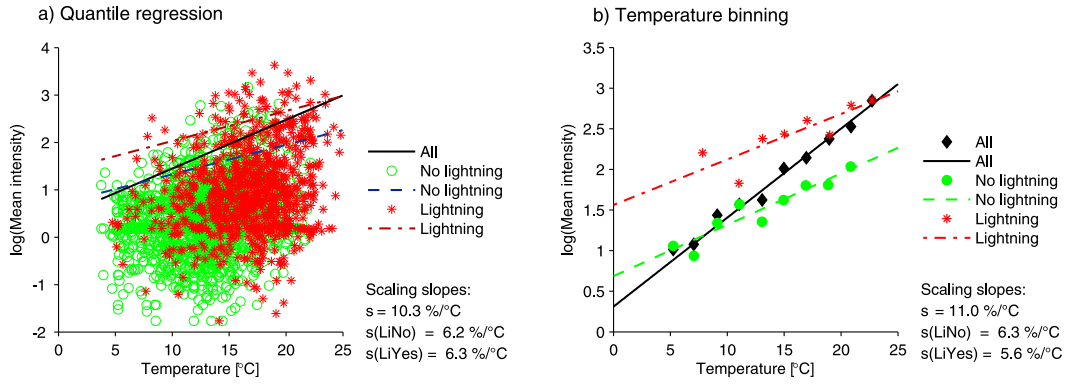 a) Quantile regression
log(Mean intensity)
4
3
2
1
0
-1
-2
0
5
10
15
20
25
Temperature [°C]
All
No lightning
No lightning
Lightning
Lightning
Scaling slopes:
s = 10.3 %/°C
s(LiNo) = 6.2 %/°C
s(LiYes) = 6.3 %/°C
b) Temperature binning
log(Mean intensity)
3.5
3
2.5
2
1.5
1
0.5
0
0
5
10
15
20
25
Temperature [°C]
All
All
No lightning
No lightning
Lightning
Lightning
Scaling slopes:
s = 11.0 %/°C
s(LiNo) = 6.3 %/°C
s(LiYes) = 5.6 %/°C